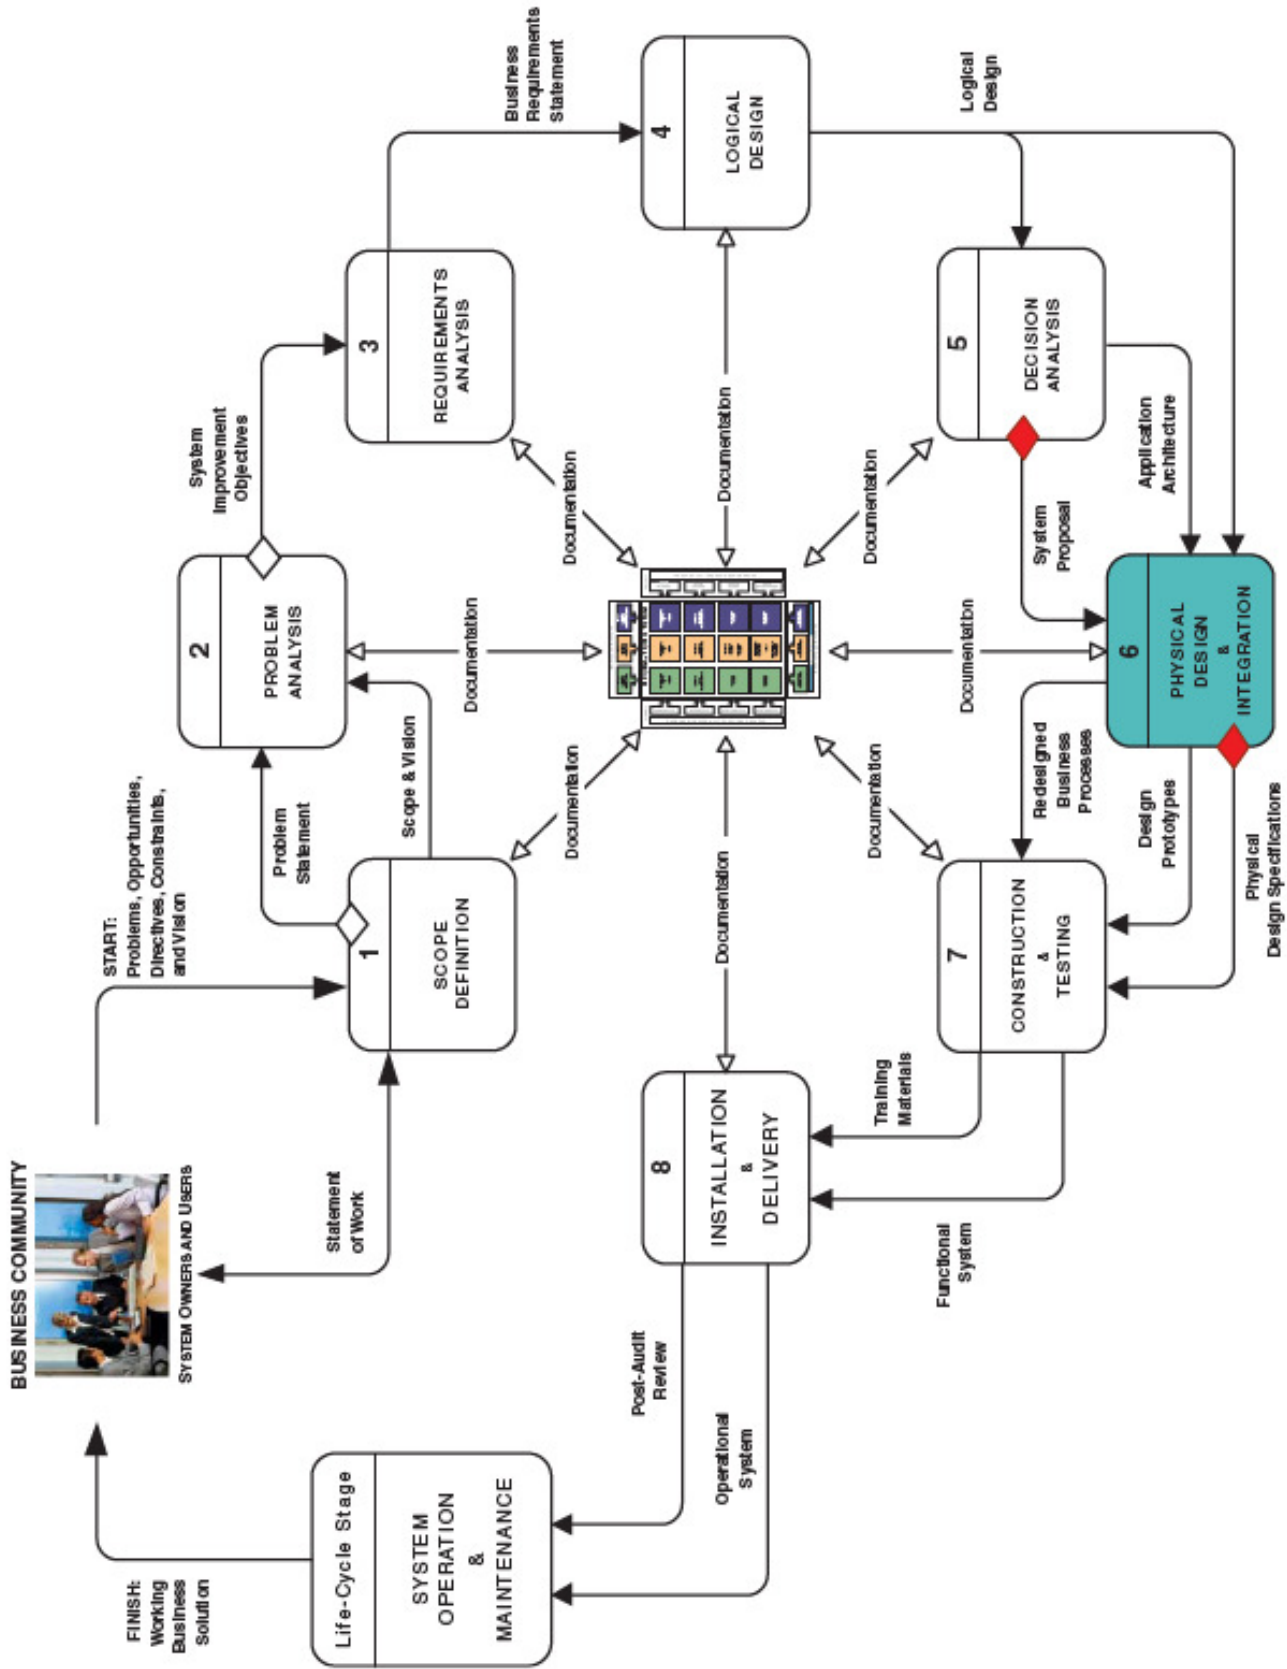 BUSINESS COMMUNITY
SYSTEM OWNERS AND USERS
START:
Problems, Opportunities,
Directives, Constraints,
and Vision
FINISH:
Working
Business
Solution
Statement
of Work
1
SCOPE
DEFINITION
Problem
Statement
Scope & Vision
2
PROBLEM
ANALYSIS
System
Improvement
Objectives
3
REQUIREMENTS
ANALYSIS
Business
Requirements
Statement
4
LOGICAL
DESIGN
Logical
Design
5
DECISION
ANALYSIS
System
Proposal
Application
Architecture
6
PHYSICAL
DESIGN
&
INTEGRATION
Redesigned
Business
Processes
Design
Prototypes
Physical
Design Specifications
7
CONSTRUCTION
&
TESTING
Training
Materials
Functional
System
8
INSTALLATION
&
DELIVERY
Post-Audit
Review
Operational
System
Life-Cycle Stage
SYSTEM
OPERATION
&
MAINTENANCE
Documentation
Documentation
Documentation
Documentation
Documentation
Documentation
Documentation
Documentation